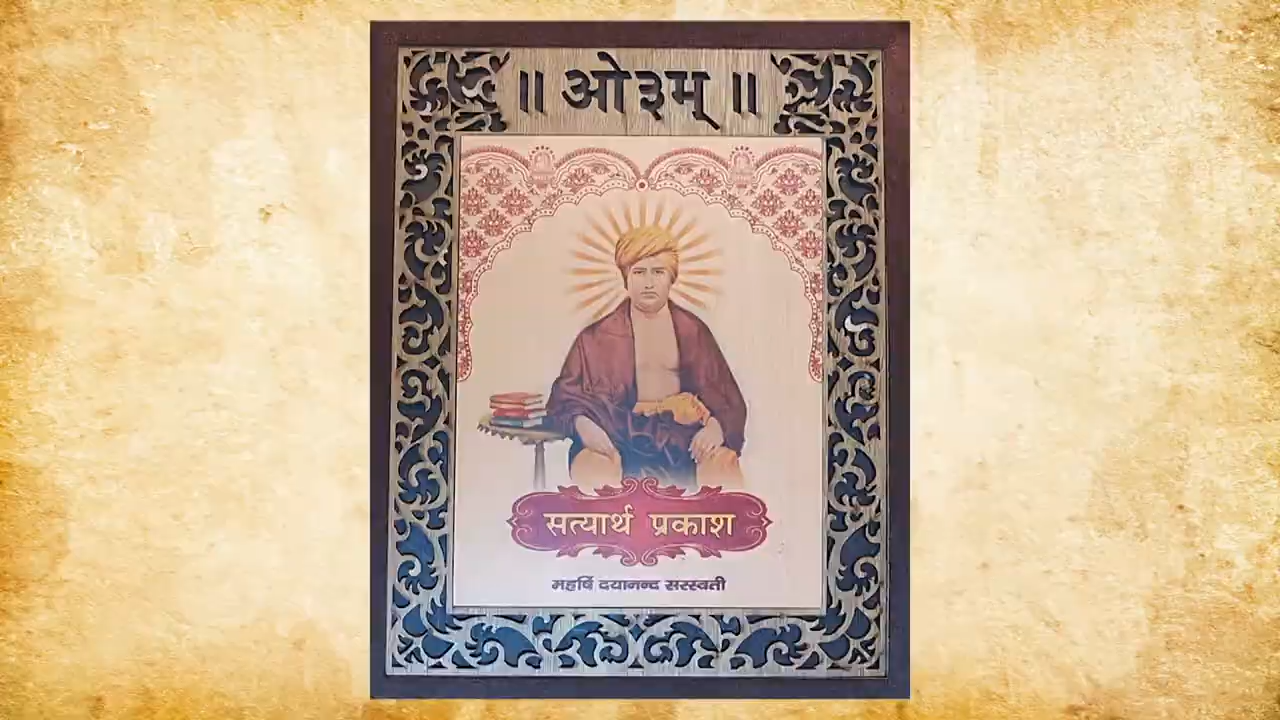 ॥ ओ३म् ॥
सत्यार्थ प्रकाश
महर्षि दयानन्द सरस्वती